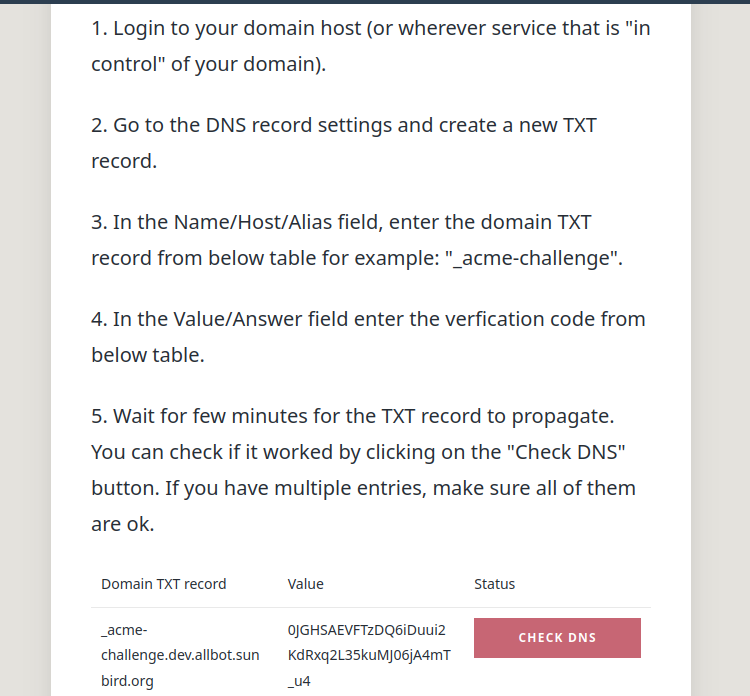 1. Login to your domain host (or wherever service that is "in
control" of your domain).
2. Go to the DNS record settings and create a new TXT
record.
3. In the Name/Host/Alias field, enter the domain TXT
record from below table for example: "_acme-challenge".
4. In the Value/Answer field enter the verfication code from
below table.
5. Wait for few minutes for the TXT record to propagate.
You can check if it worked by clicking on the "Check DNS"
button. If you have multiple entries, make sure all of them
are ok.
Domain TXT record Value Status
_acme-
challenge.dev.allbot.sun
bird.org
0JGHSAEVFTzDQ6iDuui2
KdRxq2L35kuMJ06jA4mT
_u4
CHECK DNS